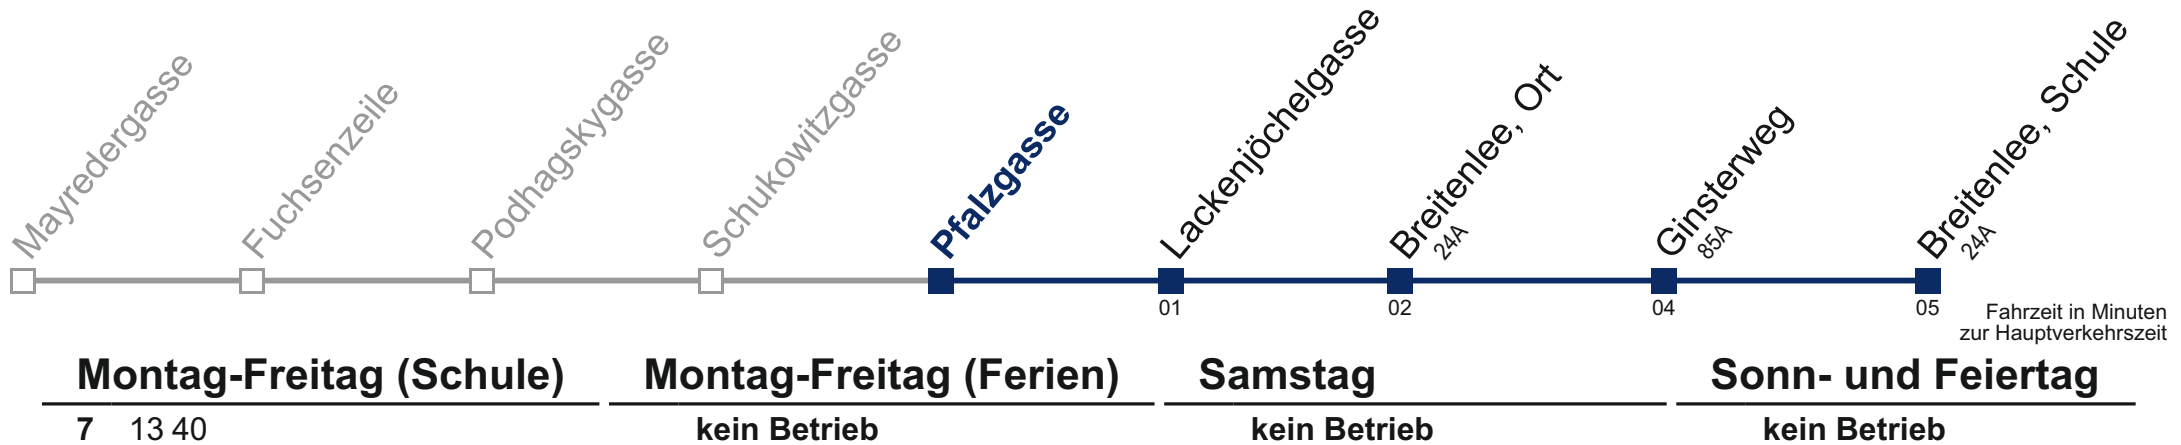 Mayredergasse
Fuchsenzeile
Podhagskygasse
Schukowitzgasse
Pfalzgasse
Lackenjöchelgasse
Breitenlee, Ort
24A
Ginsterweg
85A
Breitenlee, Schule
24A
01
02
04
05
Fahrzeit in Minuten
zur Hauptverkehrszeit
Montag-Freitag (Schule)
7 13 40
Montag-Freitag (Ferien)
kein Betrieb
Samstag
kein Betrieb
Sonn- und Feiertag
kein Betrieb